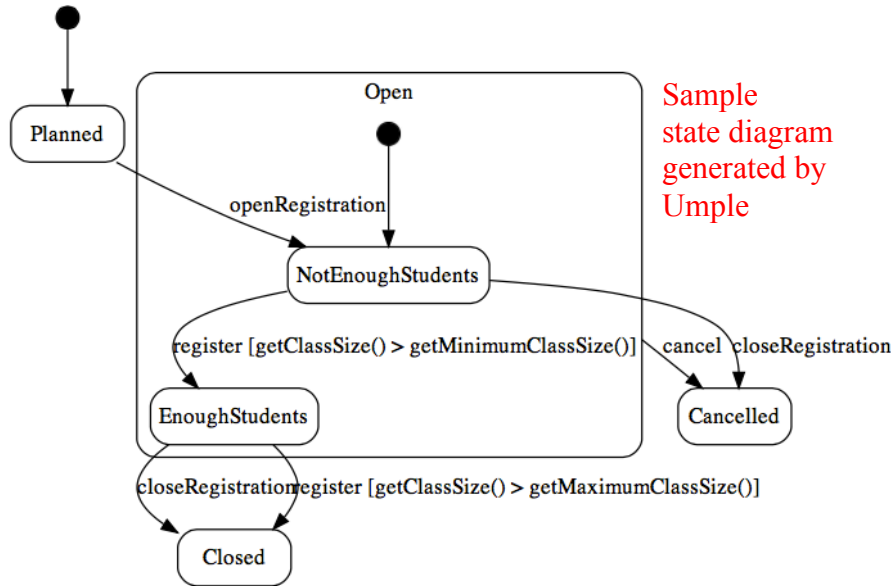 Open
Sample
state diagram
generated by
Umple
Planned
openRegistration
NotEnoughStudents
register [getClassSize() > getMinimumClassSize()]
cancel
closeRegistration
EnoughStudents
Cancelled
closeRegistration
register [getClassSize() > getMaximumClassSize()]
Closed